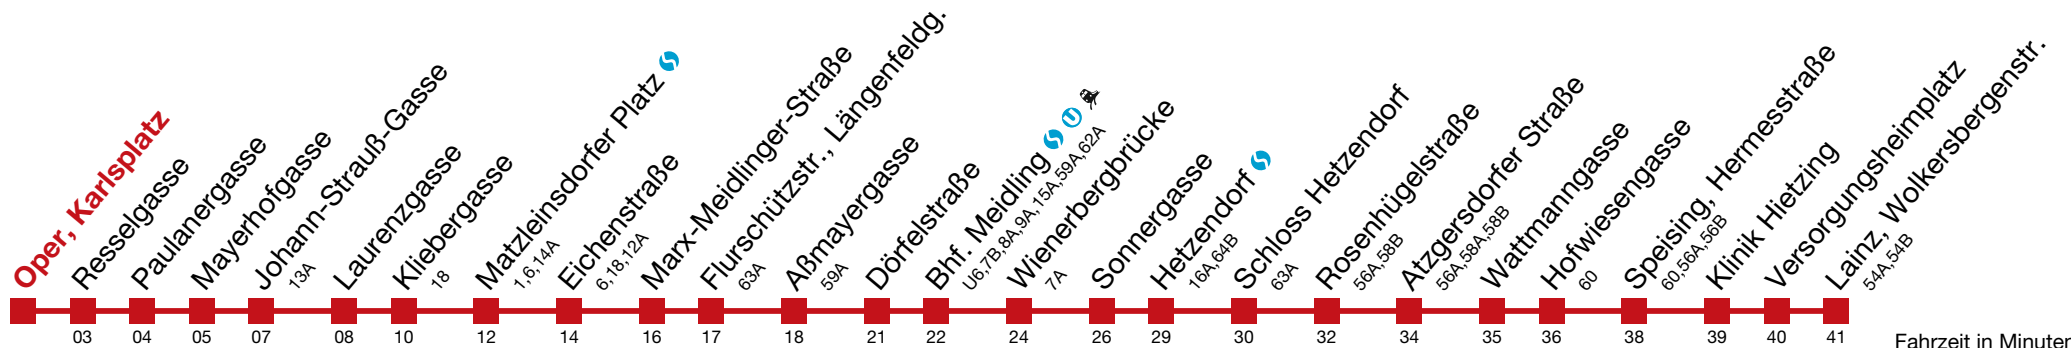 Oper, Karlsplatz
Resselgasse
03
Paulanergasse
04
Mayerhofgasse
05
Johann-Strauß-Gasse
13A
07
Laurenzgasse
08
Kliebergasse
18
10
Matzleinsdorfer Platz
1,6,14A
12
Eichenstraße
6,18,12A
14
Marx-Meidlinger-Straße
16
Flurschützstr., Längenfeldg.
63A
17
Aßmayergasse
59A
18
Dörfelstraße
21
Bhf. Meidling U
U6,7B,8A,9A,15A,59A,62A
22
Wienerbergbrücke
7A
24
Sonnergasse
26
Hetzendorf
16A,64B
29
Schloss Hetzendorf
63A
30
Rosenhügelstraße
56A,58B
32
Atzgersdorfer Straße
56A,58A,58B
34
Wattmanngasse
35
Hofwiesengasse
60
36
Speising, Hermesstraße
60,56A,56B
38
Klinik Hietzing
39
Versorgungsheimplatz
40
Lainz, Wolkersbergenstr.
54A,54B
41
Fahrzeit in Minuten